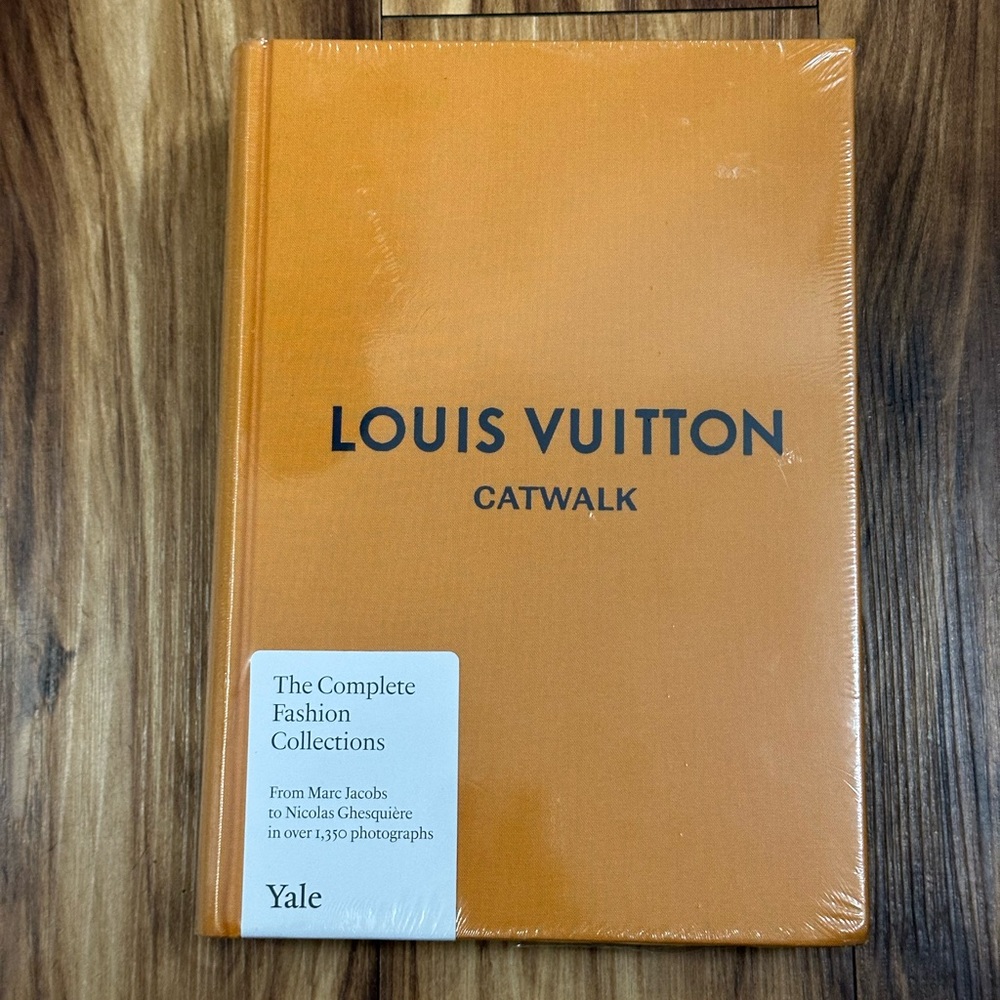 LOUIS VUITTON
CATWALK
The Complete
Fashion
Collections
From Marc Jacobs
to Nicolas Ghesquière
in over 1,350 photographs
Yale